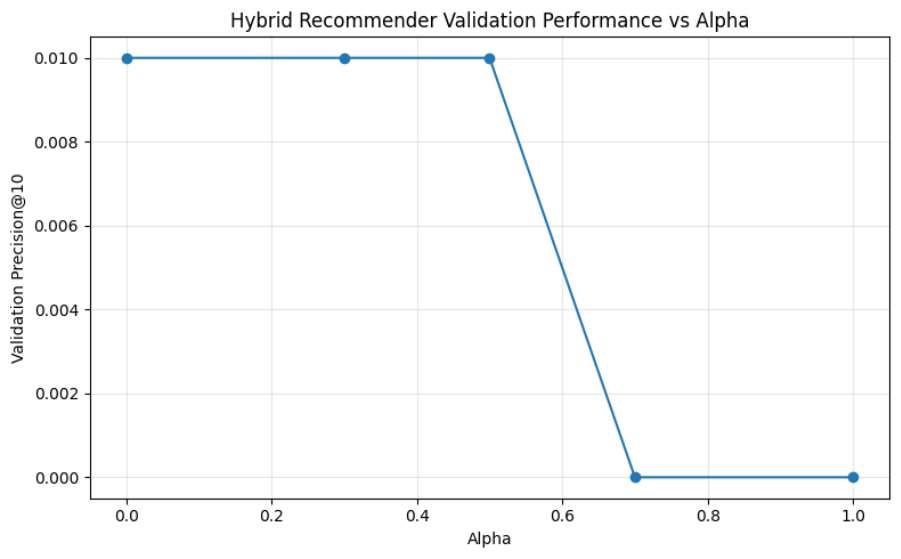 Hybrid Recommender Validation Performance vs Alpha
Validation Precision@10
0.010
0.008
0.006
0.004
0.002
0.000
0.0 0.2 0.4 0.6 0.8 1.0
Alpha